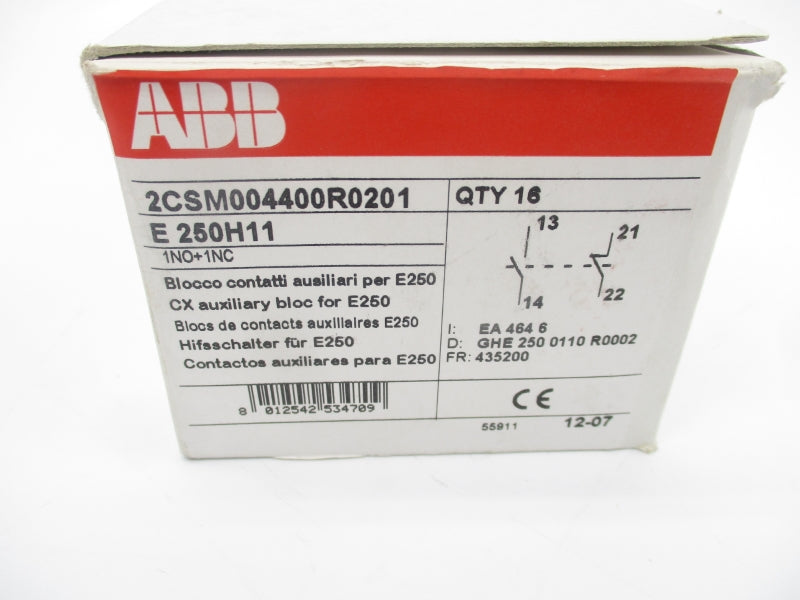 ABB
2CSM004400R0201 QTY 16
E 250H11
1NO+1NC
13
21
14
22
Blocco contatti ausiliari per E250
CX auxiliary bloc for E250
Blocs de contacts auxiliaires E250
Hifsschalter für E250
Contactos auxiliares para E250
I: EA 464 6
D: GHE 250 0110 R0002
FR: 435200
8 012542 534709
CE
55911 12-07